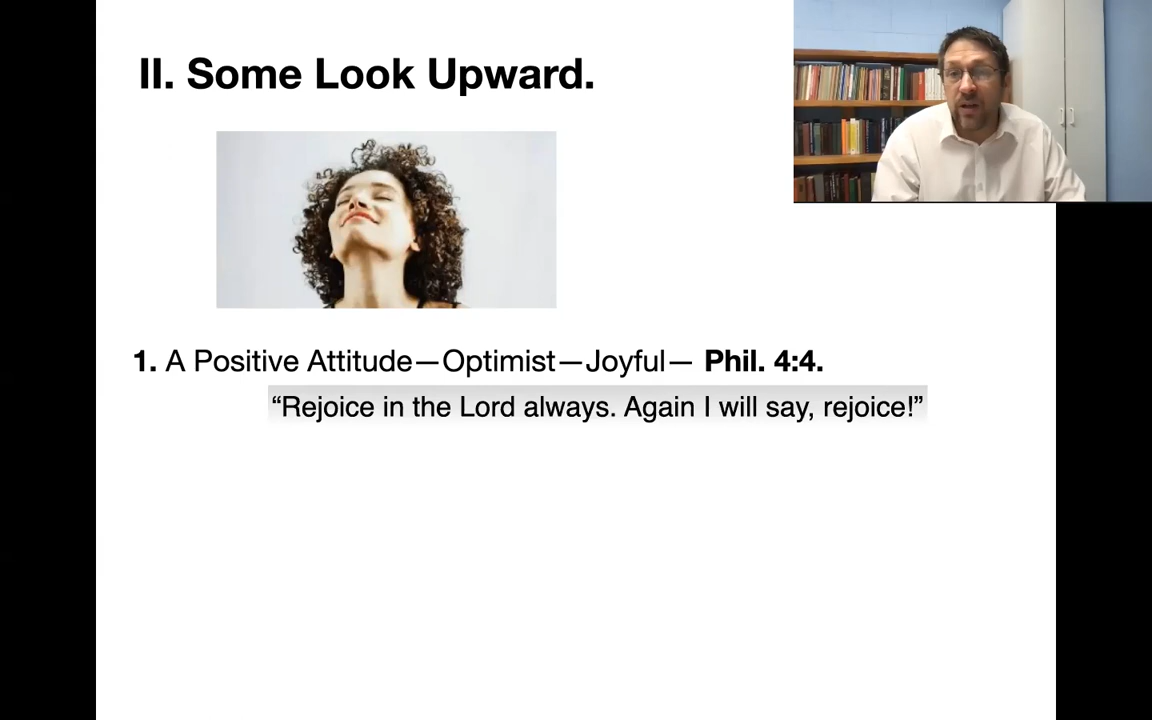 II. Some Look Upward.
1. A Positive Attitude—Optimist—Joyful— Phil. 4:4.
“Rejoice in the Lord always. Again I will say, rejoice!”